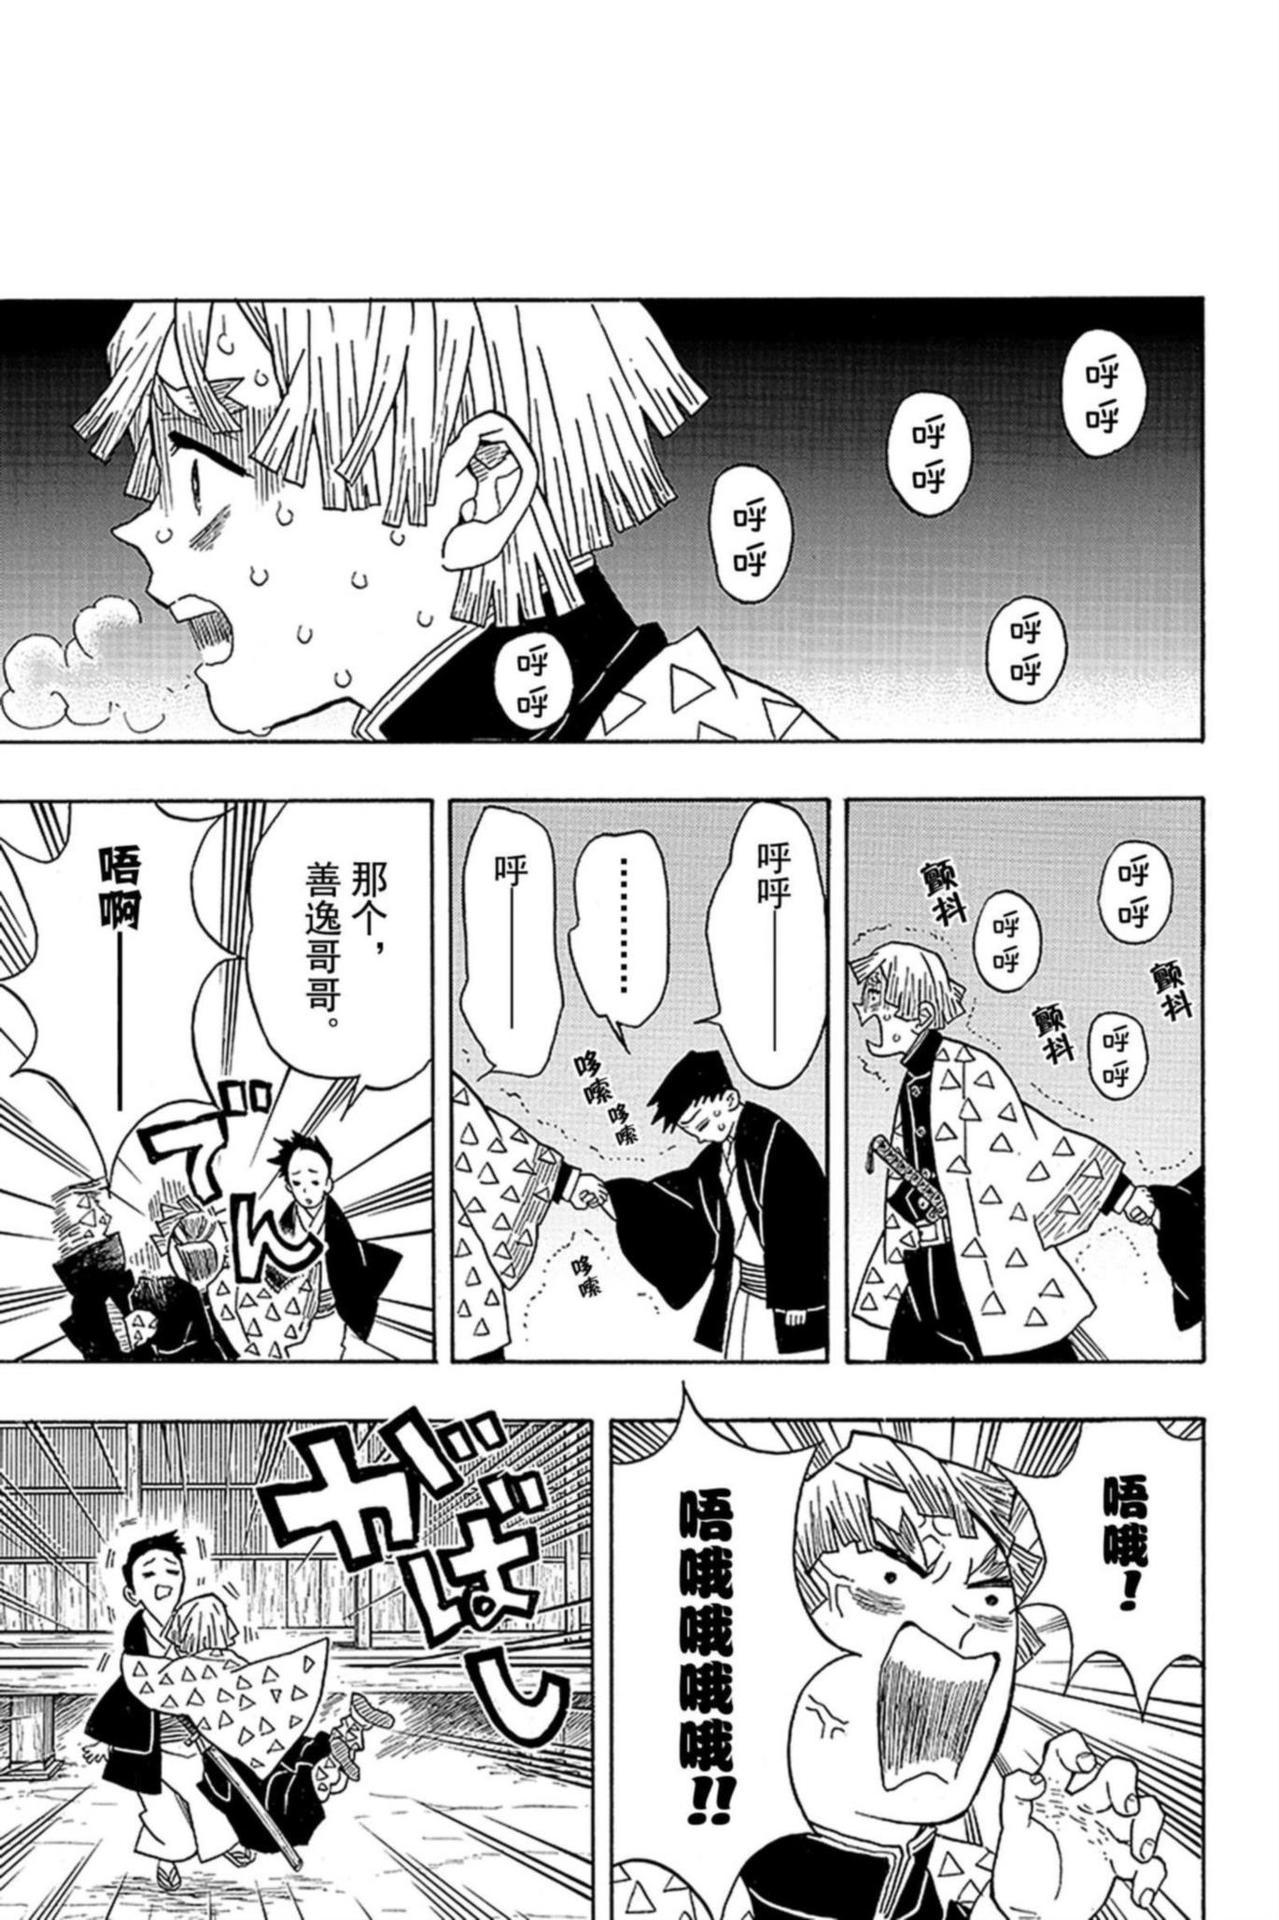 呼呼
呼呼
呼呼
呼呼
呼呼
呼呼
呼呼
呼呼
颤抖
颤抖
颤抖
呼呼——
………
呼——
哆嗦
哆嗦
哆嗦
那个，
善逸哥哥。
唔啊——
でん
唔哦！
唔哦哦哦哦!!
がばし